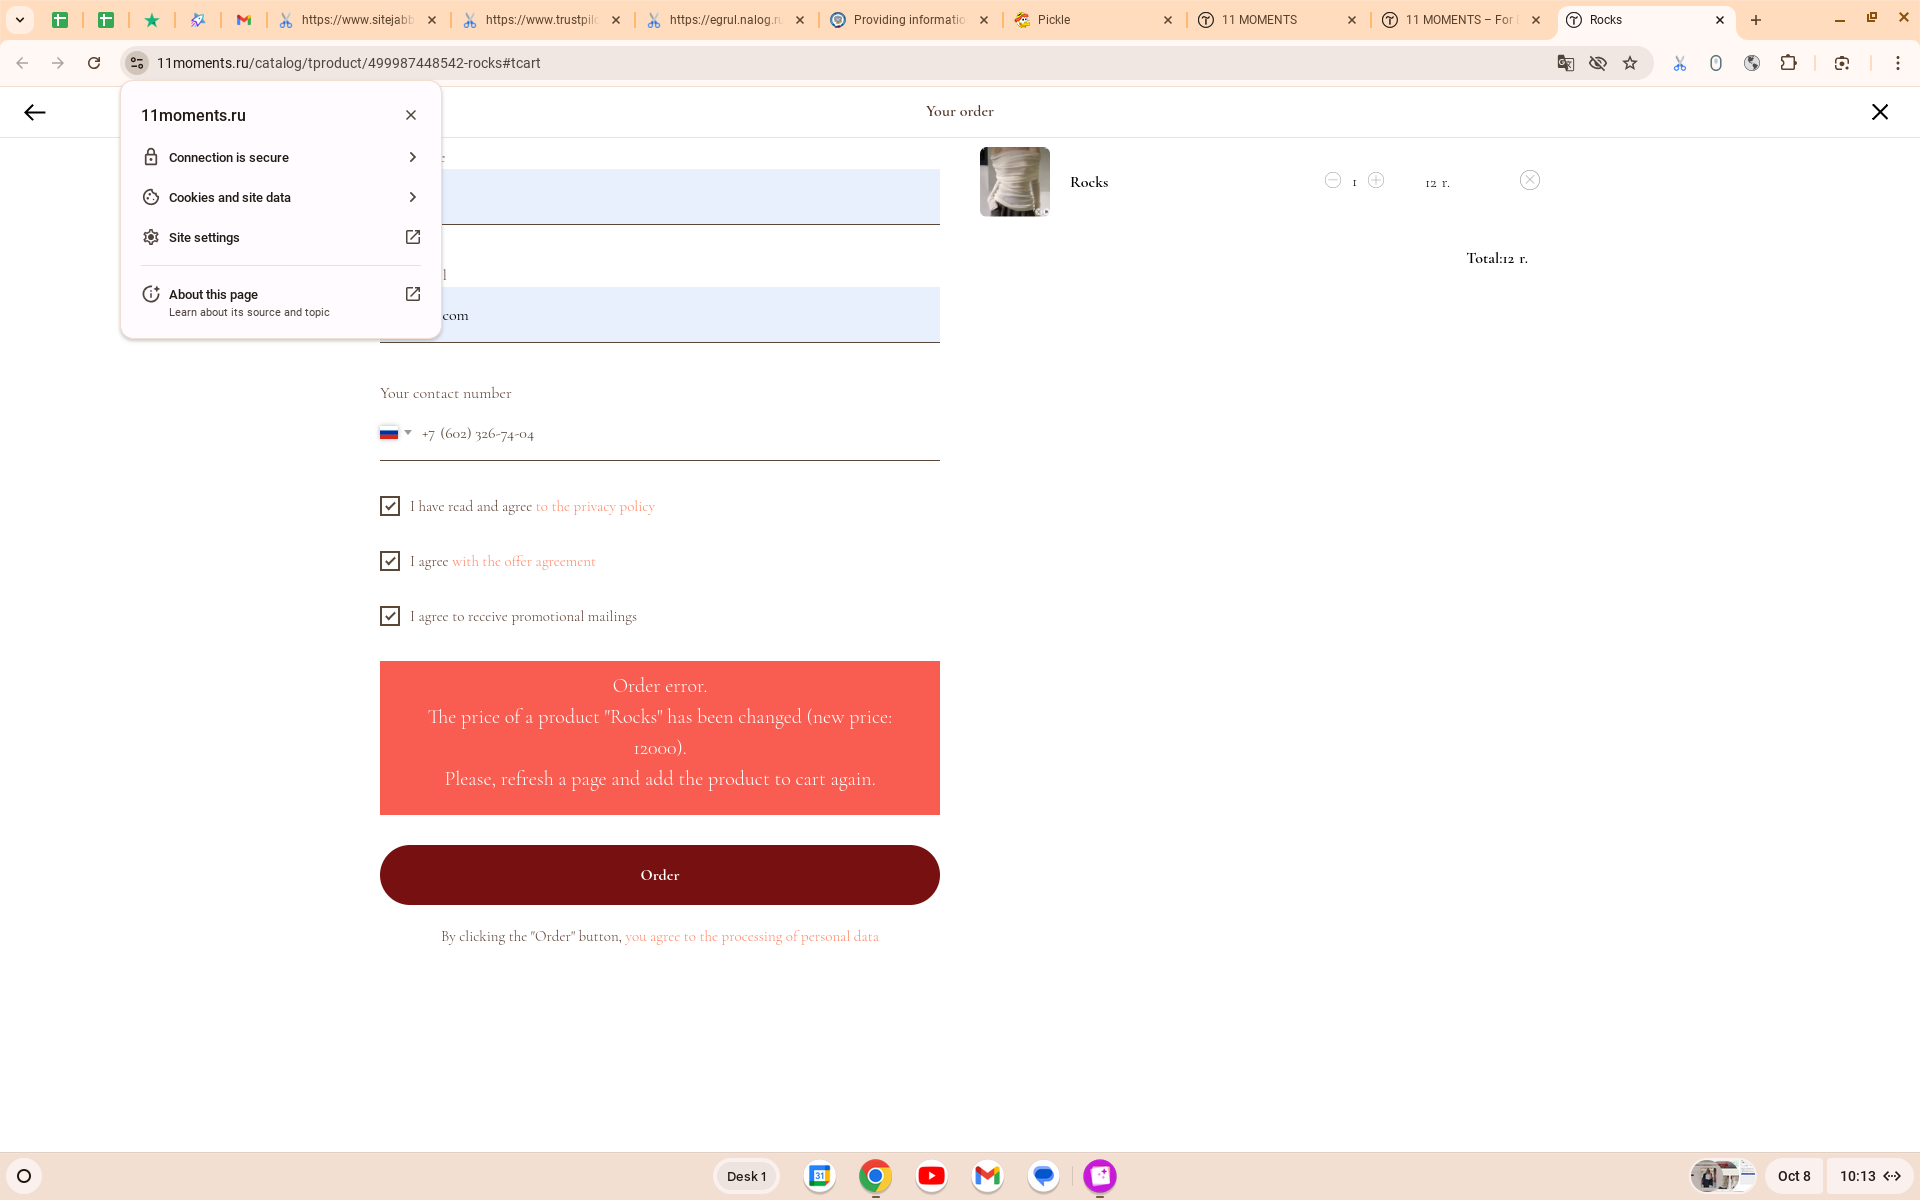 https://www.sitejabb
https://www.trustpilo
https://egrul.nalog.ru
Providing informatio
Pickle
11 MOMENTS
11 MOMENTS – For
Rocks
11moments.ru/catalog/tproduct/499987448542-rocks#tcart
11moments.ru
Connection is secure
Cookies and site data
Site settings
About this page
Learn about its source and topic
Your order
Rocks
1
12 r.
Total:12 r.
com
Your contact number
+7 (602) 326-74-04
I have read and agree to the privacy policy
I agree with the offer agreement
I agree to receive promotional mailings
Order error.
The price of a product "Rocks" has been changed (new price:
12000).
Please, refresh a page and add the product to cart again.
Order
By clicking the "Order" button, you agree to the processing of personal data
Desk 1
31
Oct 8
10:13